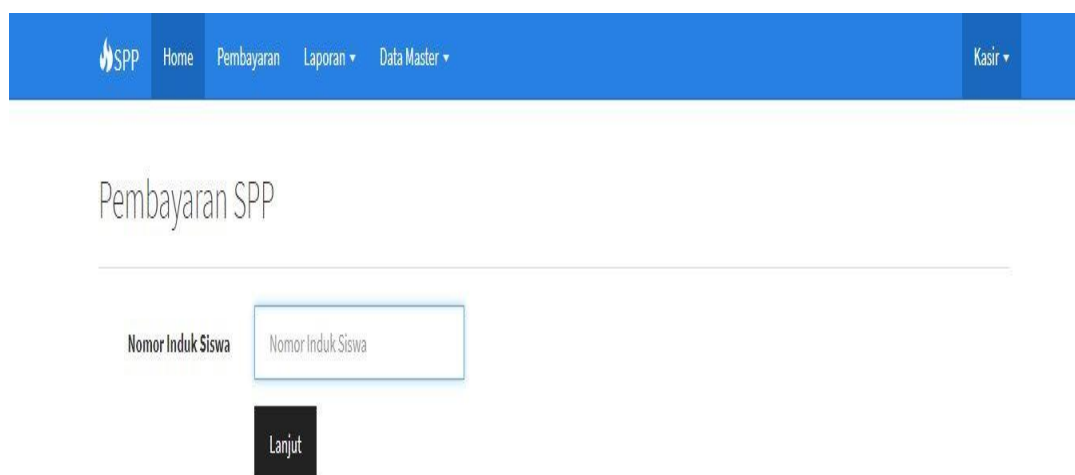 SPP Home Pembayaran Laporan Data Master Kasir
Pembayaran SPP
Nomor Induk Siswa Nomor Induk Siswa
Lanjut